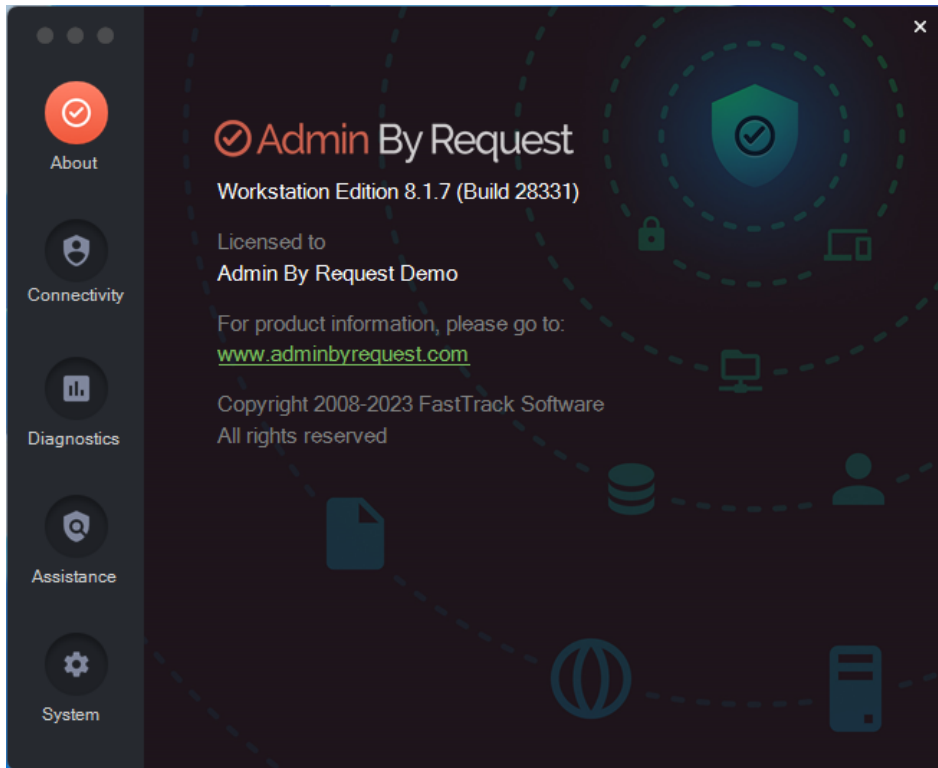 About
Connectivity
Diagnostics
Assistance
System
Admin By Request
Workstation Edition 8.1.7 (Build 28331)
Licensed to
Admin By Request Demo
For product information, please go to:
www.adminbyrequest.com
Copyright 2008-2023 FastTrack Software
All rights reserved